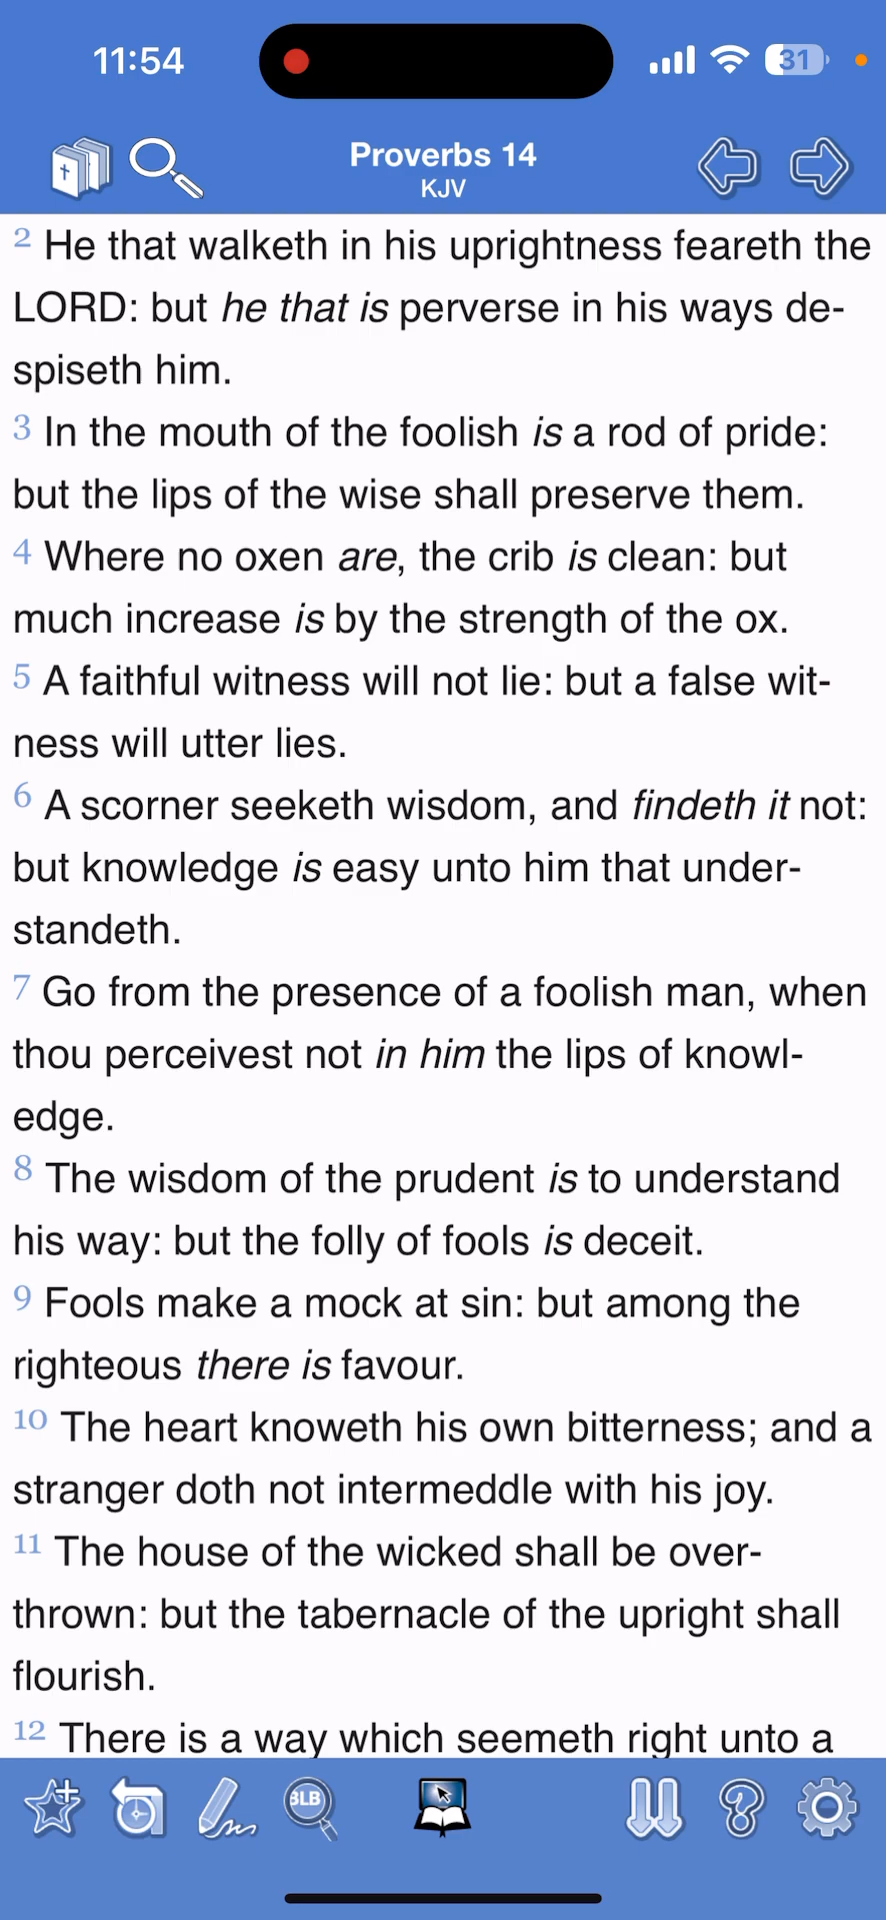 11:54
31
Proverbs 14
KJV
2 He that walketh in his uprightness feareth the
LORD: but he that is perverse in his ways de-
spiseth him.
3 In the mouth of the foolish is a rod of pride:
but the lips of the wise shall preserve them.
4 Where no oxen are, the crib is clean: but
much increase is by the strength of the ox.
5 A faithful witness will not lie: but a false wit-
ness will utter lies.
6 A scorner seeketh wisdom, and findeth it not:
but knowledge is easy unto him that under-
standeth.
7 Go from the presence of a foolish man, when
thou perceivest not in him the lips of knowl-
edge.
8 The wisdom of the prudent is to understand
his way: but the folly of fools is deceit.
9 Fools make a mock at sin: but among the
righteous there is favour.
10 The heart knoweth his own bitterness; and a
stranger doth not intermeddle with his joy.
11 The house of the wicked shall be over-
thrown: but the tabernacle of the upright shall
flourish.
12 There is a way which seemeth right unto a
BLB